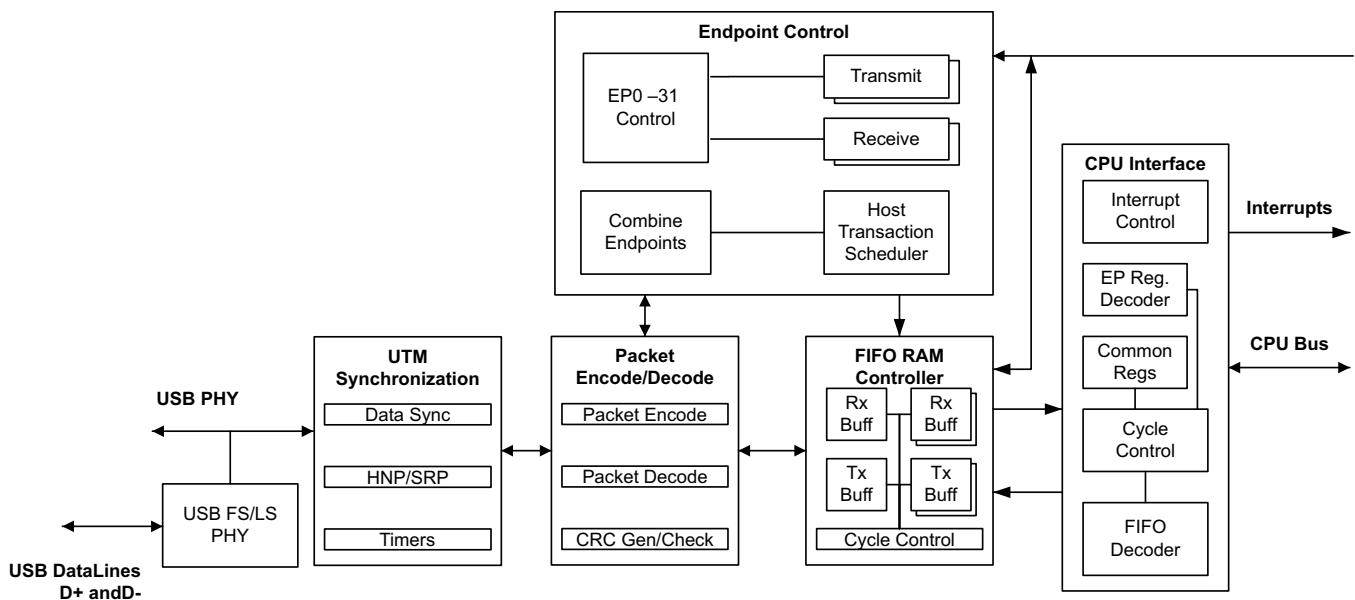 Endpoint Control
EP0 –31
Control
Transmit
Receive
Combine
Endpoints
Host
Transaction
Scheduler
CPU Interface
Interrupt
Control
Interrupts
EP Reg.
Decoder
Common
Regs
CPU Bus
Cycle
Control
FIFO
Decoder
UTM
Synchronization
Data Sync
HNP/SRP
Timers
Packet
Encode/Decode
Packet Encode
Packet Decode
CRC Gen/Check
FIFO RAM
Controller
Rx
Buff
Rx
Buff
Tx
Buff
Tx
Buff
Cycle Control
USB PHY
USB FS/LS
PHY
USB DataLines
D+ andD-